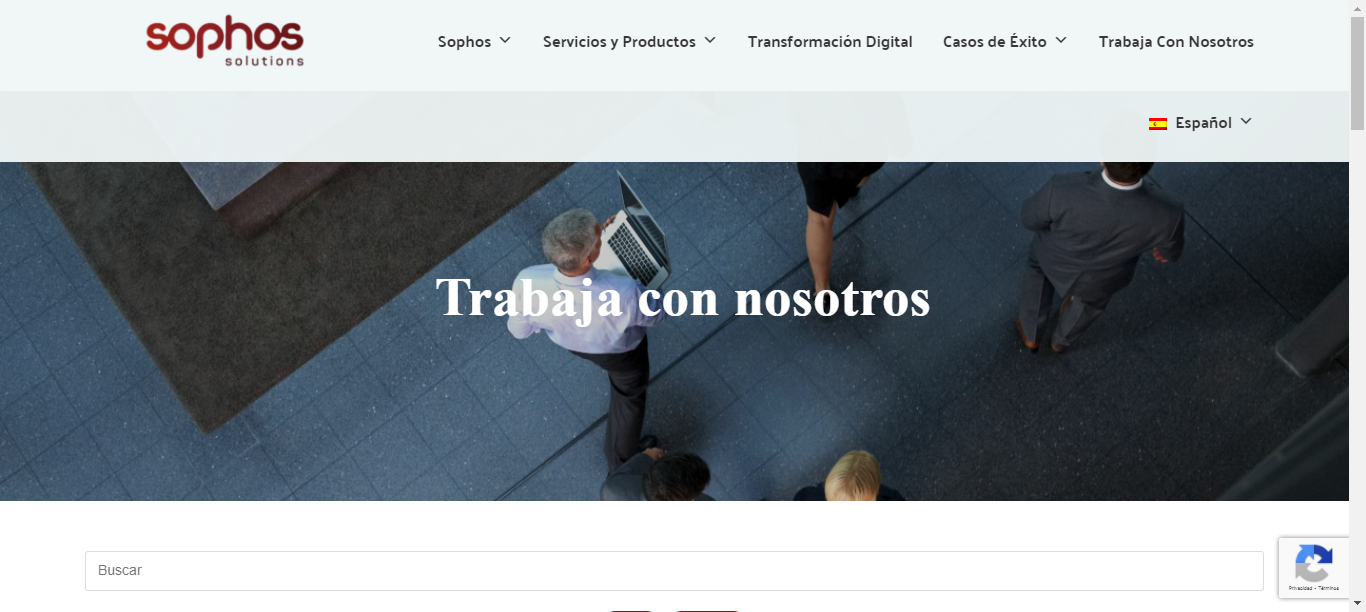 sophos
solutions
Sophos Servicios y Productos Transformación Digital Casos de Éxito Trabaja Con Nosotros
Español
Trabaja con nosotros
Buscar
Privacidad - Términos